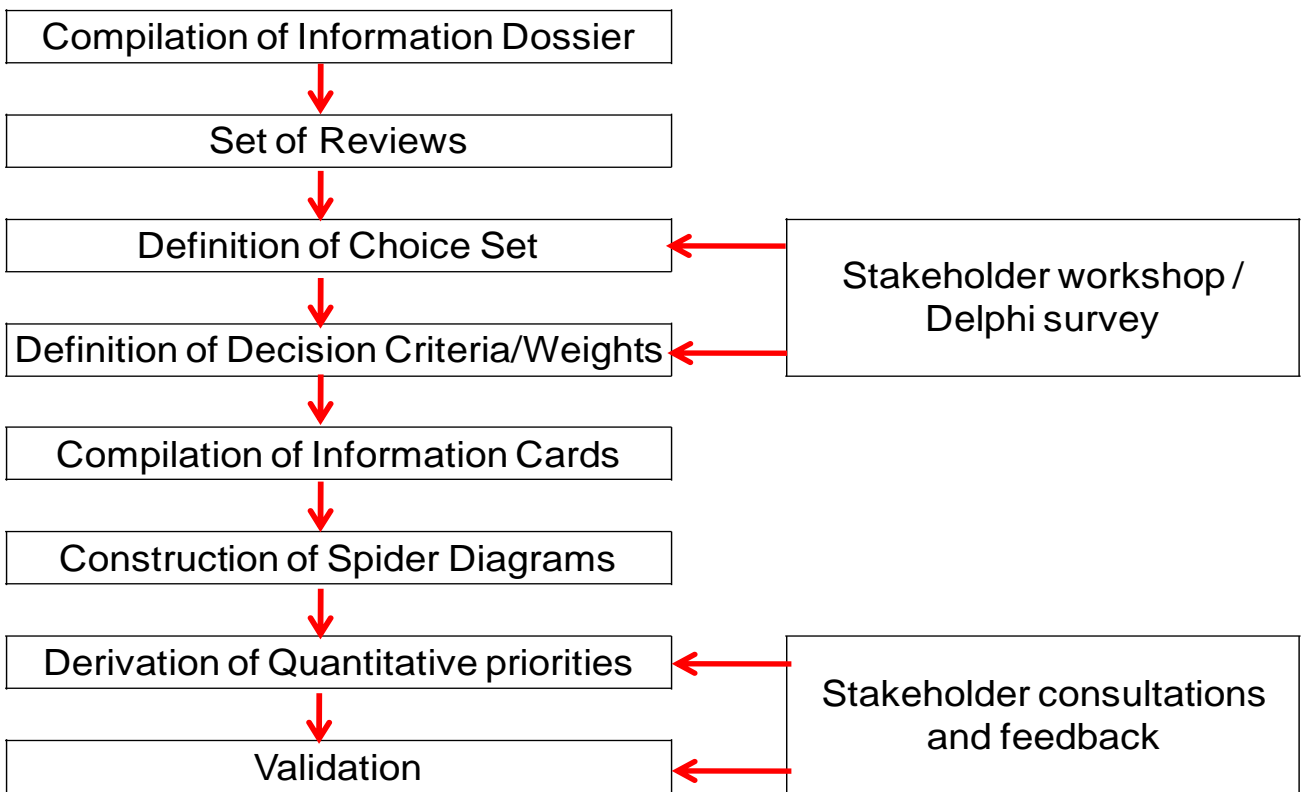 Compilation of Information Dossier
Set of Reviews
Definition of Choice Set
Stakeholder workshop /
Delphi survey
Definition of Decision Criteria/Weights
Compilation of Information Cards
Construction of Spider Diagrams
Derivation of Quantitative priorities
Stakeholder consultations
and feedback
Validation